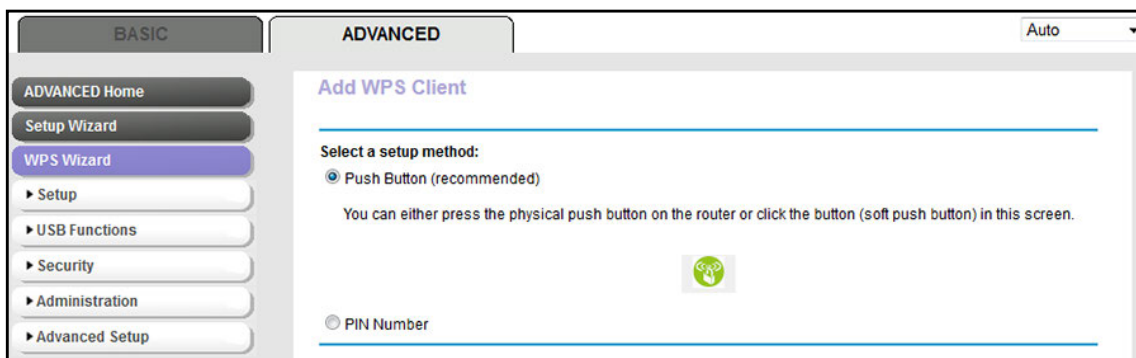 BASIC
ADVANCED
Auto
ADVANCED Home
Setup Wizard
WPS Wizard
Setup
USB Functions
Security
Administration
Advanced Setup
Add WPS Client
Select a setup method:
Push Button (recommended)
You can either press the physical push button on the router or click the button (soft push button) in this screen.
PIN Number